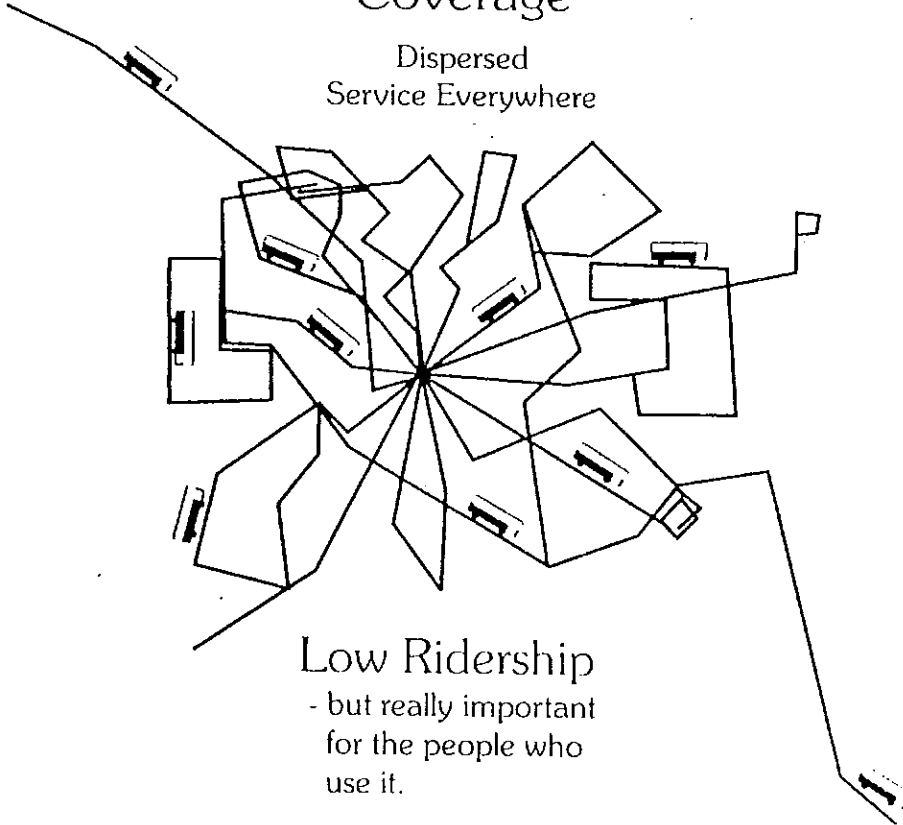 Coverage
Dispersed
Service Everywhere
Low Ridership
- but really important
for the people who
use it.